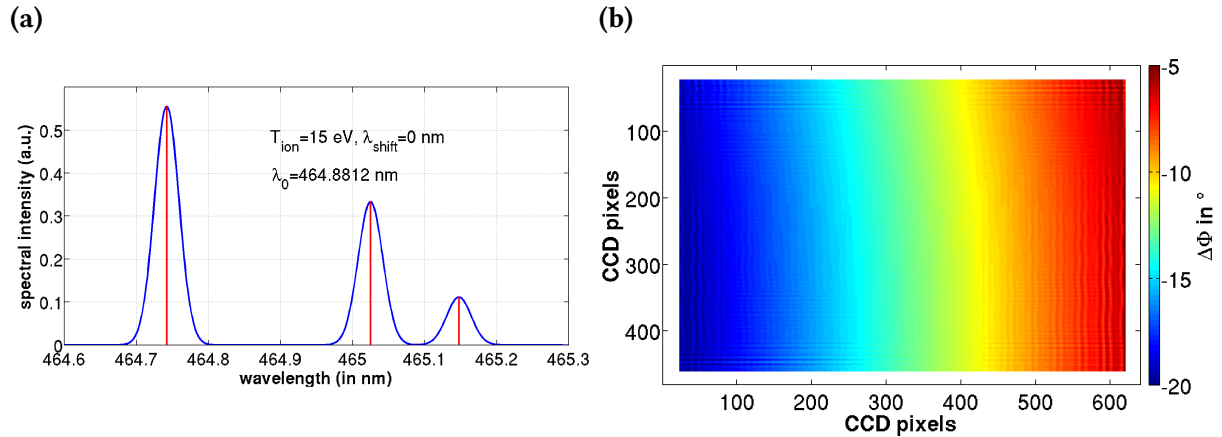 (a)
spectral intensity (a.u.)
0.5
0.4
0.3
0.2
0.1
0
T_ion=15 eV, λ_shift=0 nm
λ_0=464.8812 nm
464.6 464.7 464.8 464.9 465 465.1 465.2 465.3
wavelength (in nm)
(b)
CCD pixels
100
200
300
400
100 200 300 400 500 600
CCD pixels
-5
-10
-15
-20
ΔΦ in °